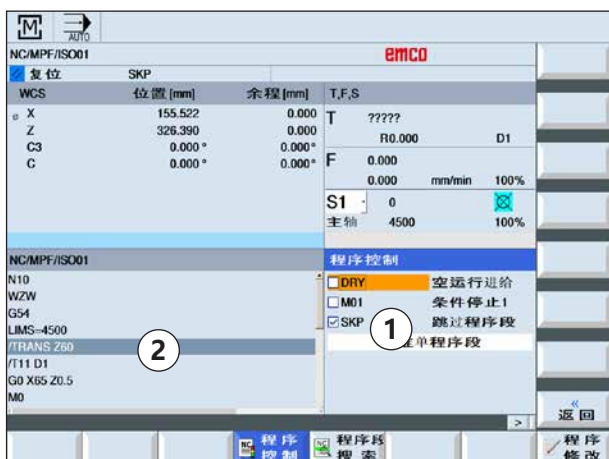 M
AUTO
NC/MPF/ISO01
emco
复位 SKP
WCS 位置 [mm] 余程 [mm] T,F,S
X 155.522 0.000
Z 326.390 0.000
C3 0.000 ° 0.000°
C 0.000 ° 0.000°
T ?????
R0.000 D1
F 0.000
0.000 mm/min 100%
S1 0
主轴 4500 100%
NC/MPF/ISO01
程序控制
N10
WZW
G54
LIMS=4500
/TRANS Z60
/T11 D1
G0 X65 Z0.5
M0
DRY 空运行进给
M01 条件停止1
SKP 跳过程序段
单程序段
1
2
返回
程序
控制
程序段
搜索
程序
修改